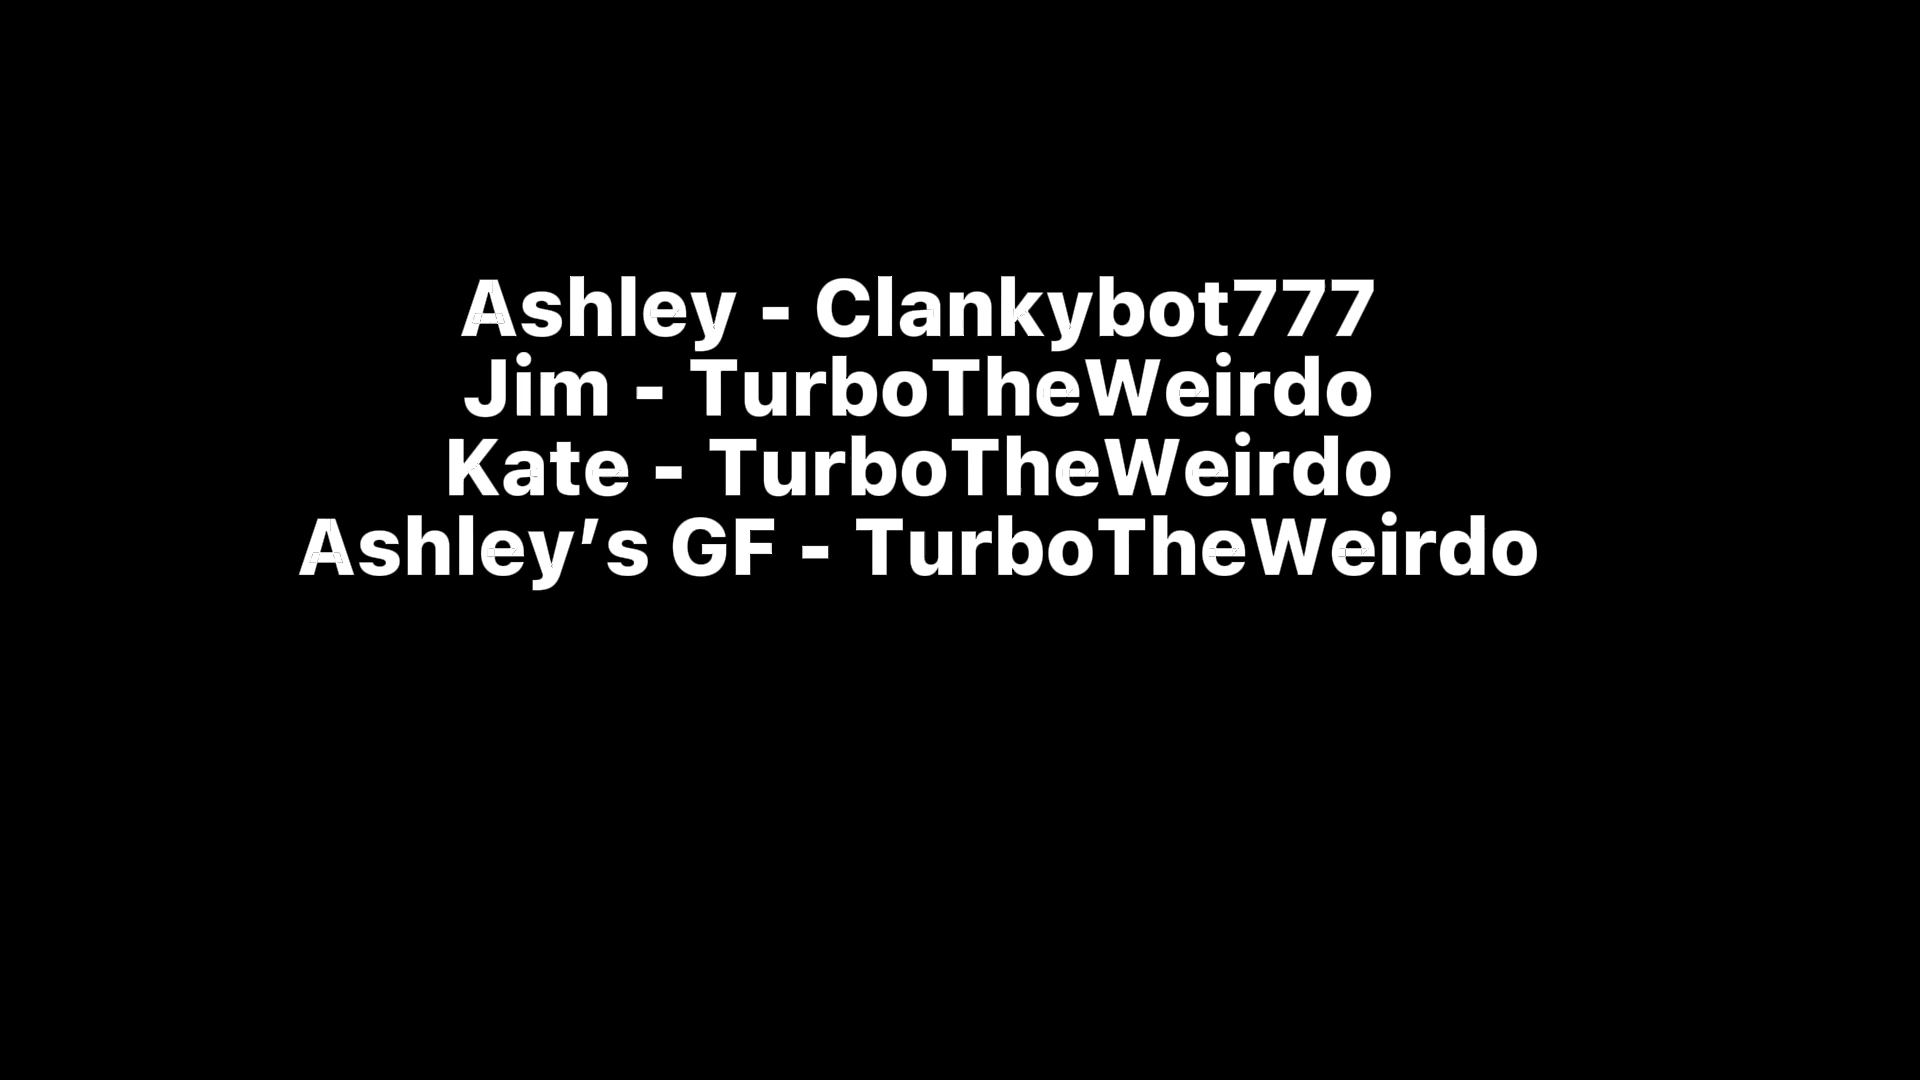 Ashley - Clankybot777
Jim - TurboTheWeirdo
Kate - TurboTheWeirdo
Ashley’s GF - TurboTheWeirdo